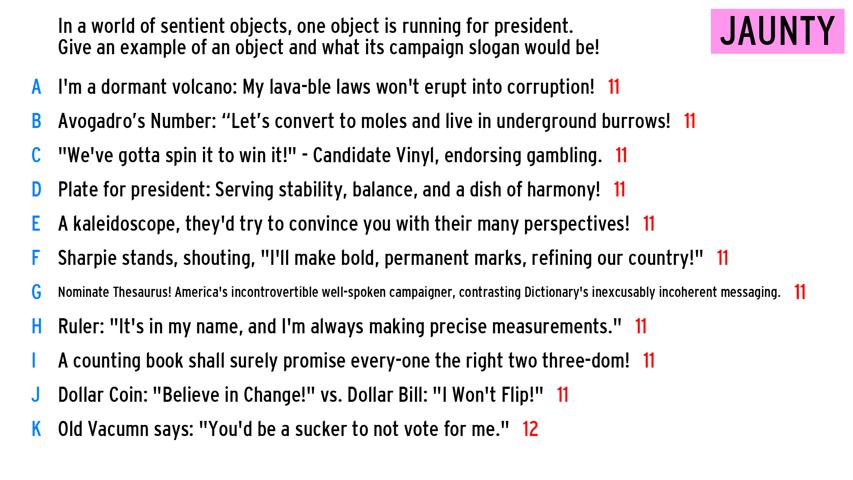 In a world of sentient objects, one object is running for president.
Give an example of an object and what its campaign slogan would be!
JAUNTY
A I'm a dormant volcano: My lava-ble laws won't erupt into corruption! 11
B Avogadro’s Number: “Let’s convert to moles and live in underground burrows! 11
C "We've gotta spin it to win it!" - Candidate Vinyl, endorsing gambling. 11
D Plate for president: Serving stability, balance, and a dish of harmony! 11
E A kaleidoscope, they'd try to convince you with their many perspectives! 11
F Sharpie stands, shouting, "I'll make bold, permanent marks, refining our country!" 11
G Nominate Thesaurus! America's incontrovertible well-spoken campaigner, contrasting Dictionary's inexcusably incoherent messaging. 11
H Ruler: "It's in my name, and I'm always making precise measurements." 11
I A counting book shall surely promise every-one the right two three-dom! 11
J Dollar Coin: "Believe in Change!" vs. Dollar Bill: "I Won't Flip!" 11
K Old Vacumn says: "You'd be a sucker to not vote for me." 12